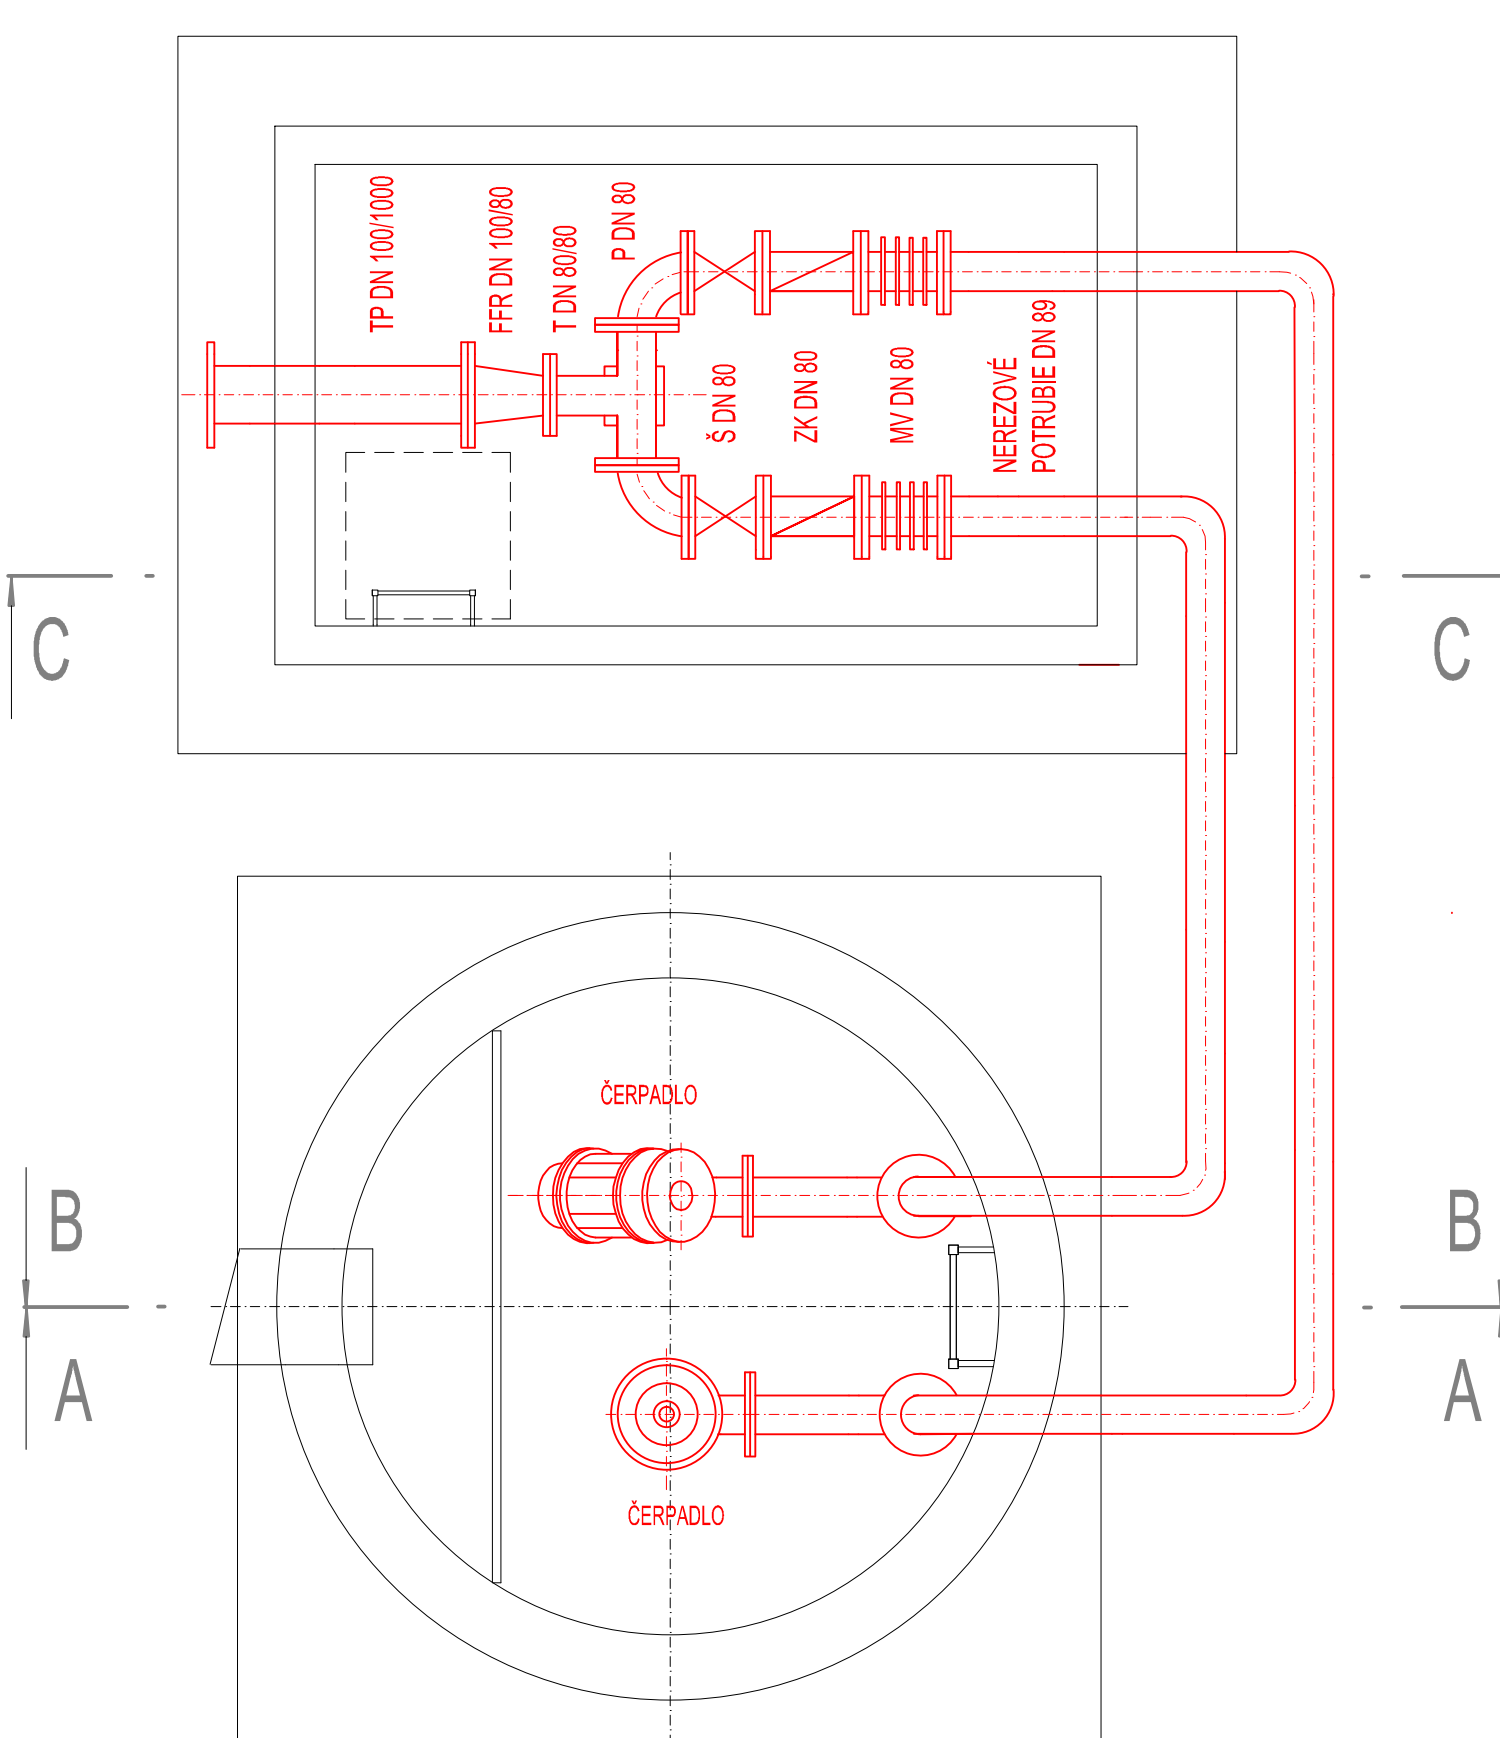 TP DN 100/1000
FFR DN 100/80
T DN 80/80
P DN 80
Š DN 80
ZK DN 80
MV DN 80
NEREZOVÉ
POTRUBIE DN 89
C
C
ČERPADLO
B
B
A
A
ČERPADLO